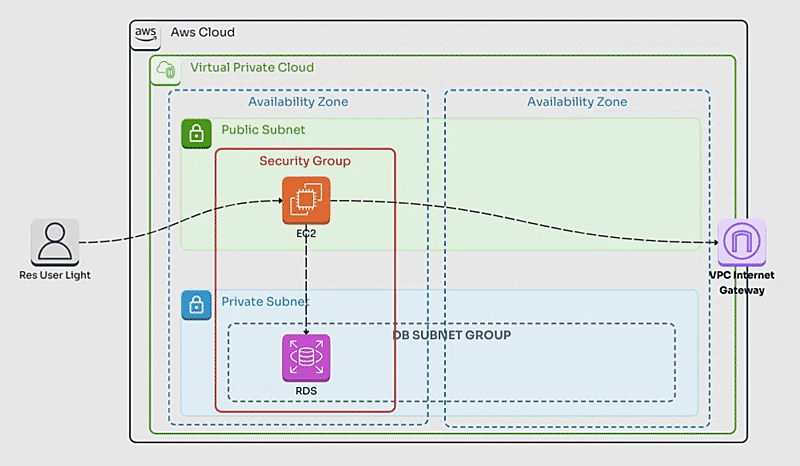 aws
Aws Cloud
Virtual Private Cloud
Availability Zone
Availability Zone
Public Subnet
Security Group
EC2
Res User Light
VPC Internet
Gateway
Private Subnet
DB SUBNET GROUP
RDS